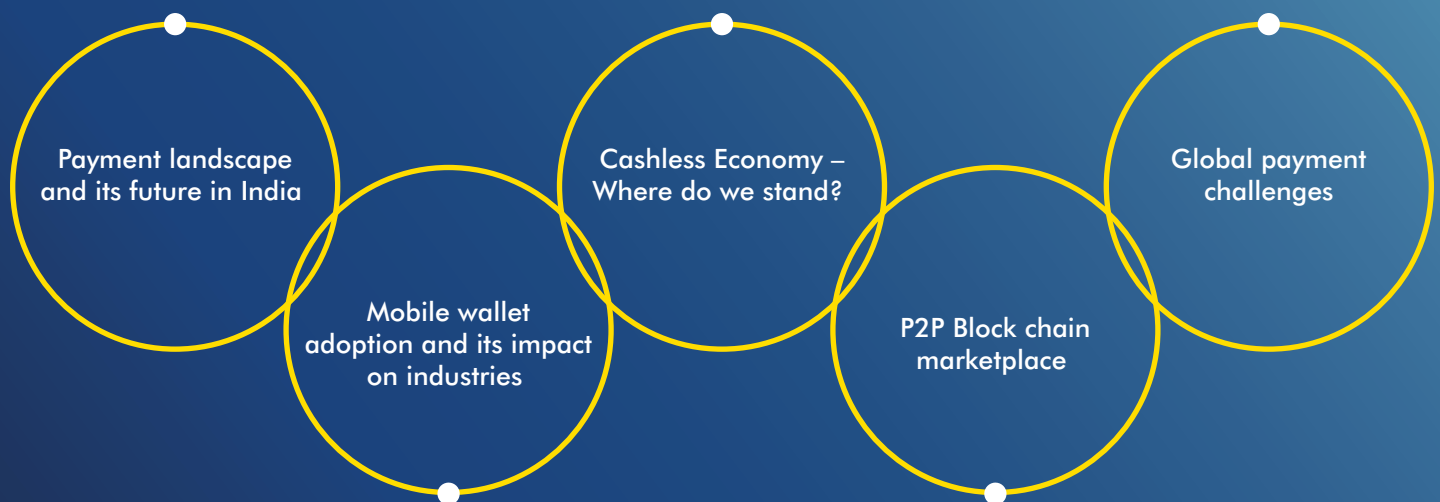 Payment landscape
and its future in India
Mobile wallet
adoption and its impact
on industries
Cashless Economy –
Where do we stand?
P2P Block chain
marketplace
Global payment
challenges